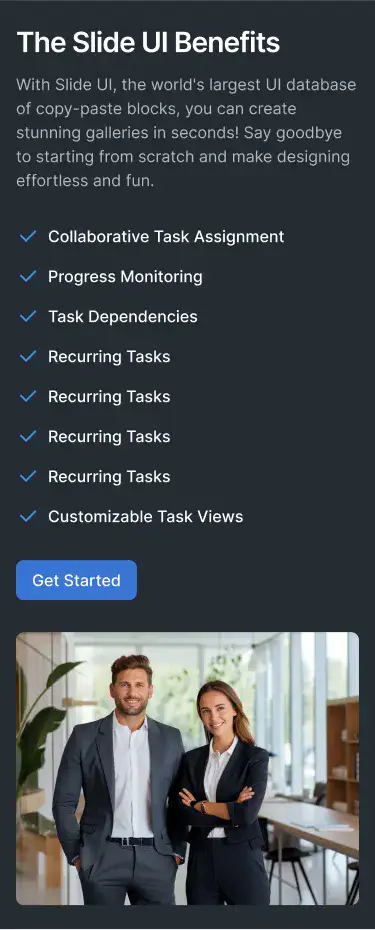 The Slide UI Benefits
With Slide UI, the world's largest UI database
of copy-paste blocks, you can create
stunning galleries in seconds! Say goodbye
to starting from scratch and make designing
effortless and fun.
Collaborative Task Assignment
Progress Monitoring
Task Dependencies
Recurring Tasks
Recurring Tasks
Recurring Tasks
Recurring Tasks
Customizable Task Views
Get Started